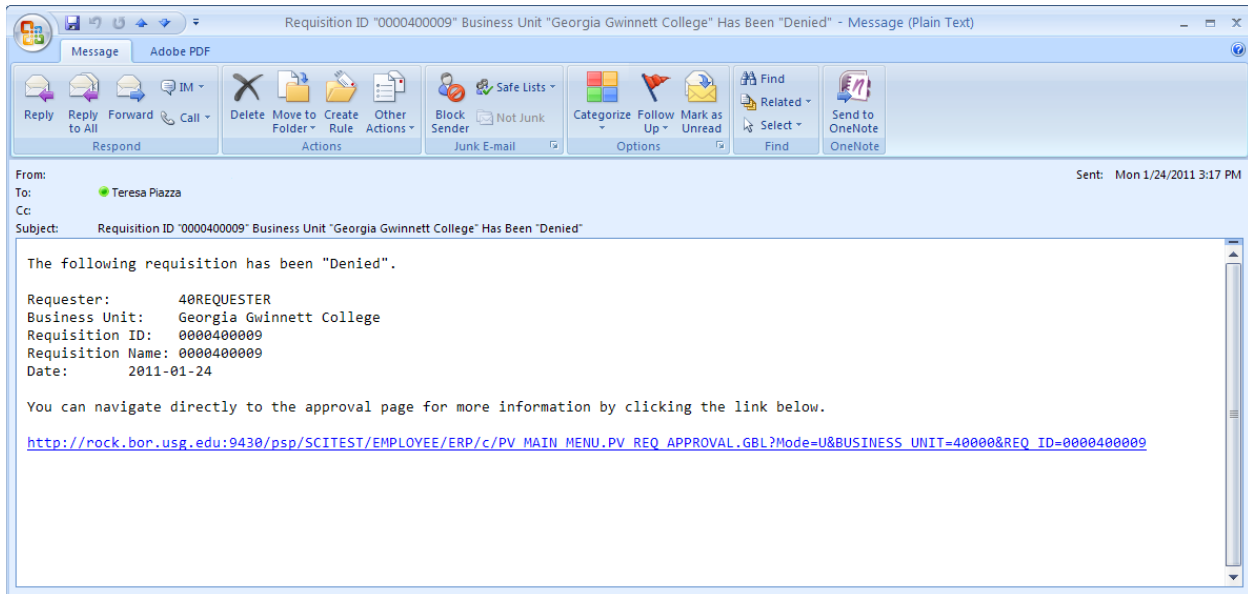 Requisition ID "0000400009" Business Unit "Georgia Gwinnett College" Has Been "Denied" - Message (Plain Text)
Message Adobe PDF
Reply
Reply to All
Forward
IM
Call
Respond
Delete
Move to Folder
Create Rule
Other Actions
Actions
Block Sender
Safe Lists
Not Junk
Junk E-mail
Categorize
Follow Up
Mark as Unread
Options
Find
Related
Select
Find
Send to OneNote
OneNote
From:
Sent: Mon 1/24/2011 3:17 PM
To: Teresa Piazza
Cc:
Subject: Requisition ID "0000400009" Business Unit "Georgia Gwinnett College" Has Been "Denied"
The following requisition has been "Denied".
Requester: 40REQUESTER
Business Unit: Georgia Gwinnett College
Requisition ID: 0000400009
Requisition Name: 0000400009
Date: 2011-01-24
You can navigate directly to the approval page for more information by clicking the link below.
http://rock.bor.usg.edu:9430/psp/SCITEST/EMPLOYEE/ERP/c/PV_MAIN_MENU.PV_REQ_APPROVAL.GBL?Mode=U&BUSINESS_UNIT=40000&REQ_ID=0000400009